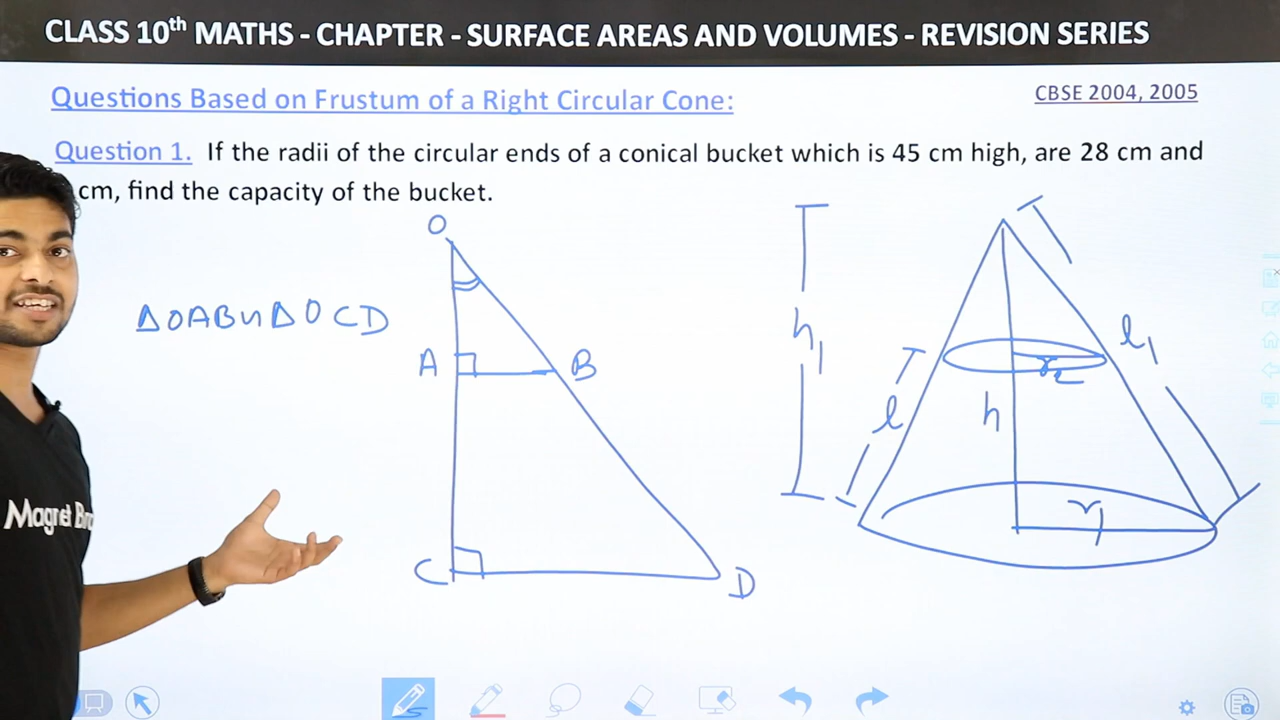 CLASS 10th MATHS - CHAPTER - SURFACE AREAS AND VOLUMES - REVISION SERIES
Questions Based on Frustum of a Right Circular Cone:
CBSE 2004, 2005
Question 1. If the radii of the circular ends of a conical bucket which is 45 cm high, are 28 cm and
cm, find the capacity of the bucket.
O
ΔOAB ~ ΔOCD
A B
C D
h1
l1
r2
l
h
r1
Magnet